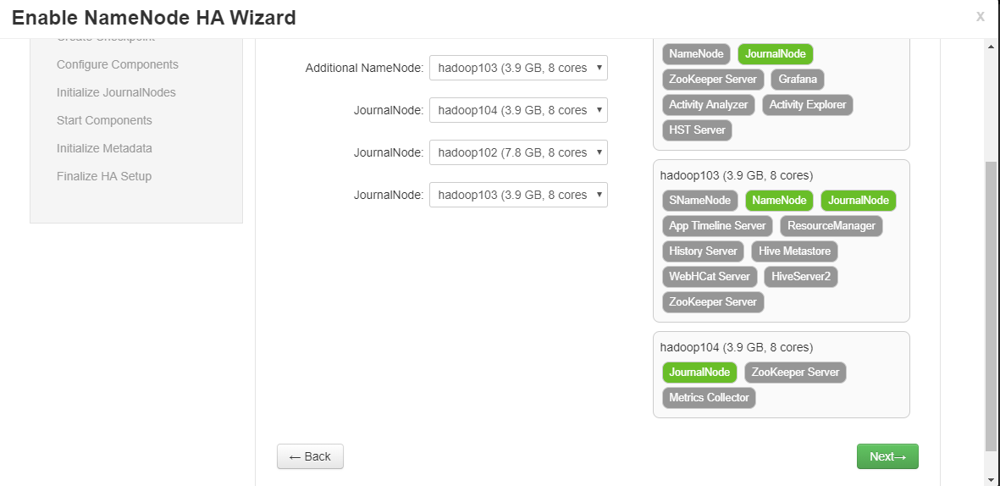 Enable NameNode HA Wizard
X
Create Checkpoint
Configure Components
Initialize JournalNodes
Start Components
Initialize Metadata
Finalize HA Setup
Additional NameNode: hadoop103 (3.9 GB, 8 cores
JournalNode: hadoop104 (3.9 GB, 8 cores
JournalNode: hadoop102 (7.8 GB, 8 cores
JournalNode: hadoop103 (3.9 GB, 8 cores
NameNode JournalNode
ZooKeeper Server Grafana
Activity Analyzer Activity Explorer
HST Server
hadoop103 (3.9 GB, 8 cores)
SNameNode NameNode JournalNode
App Timeline Server ResourceManager
History Server Hive Metastore
WebHCat Server HiveServer2
ZooKeeper Server
hadoop104 (3.9 GB, 8 cores)
JournalNode ZooKeeper Server
Metrics Collector
← Back
Next→